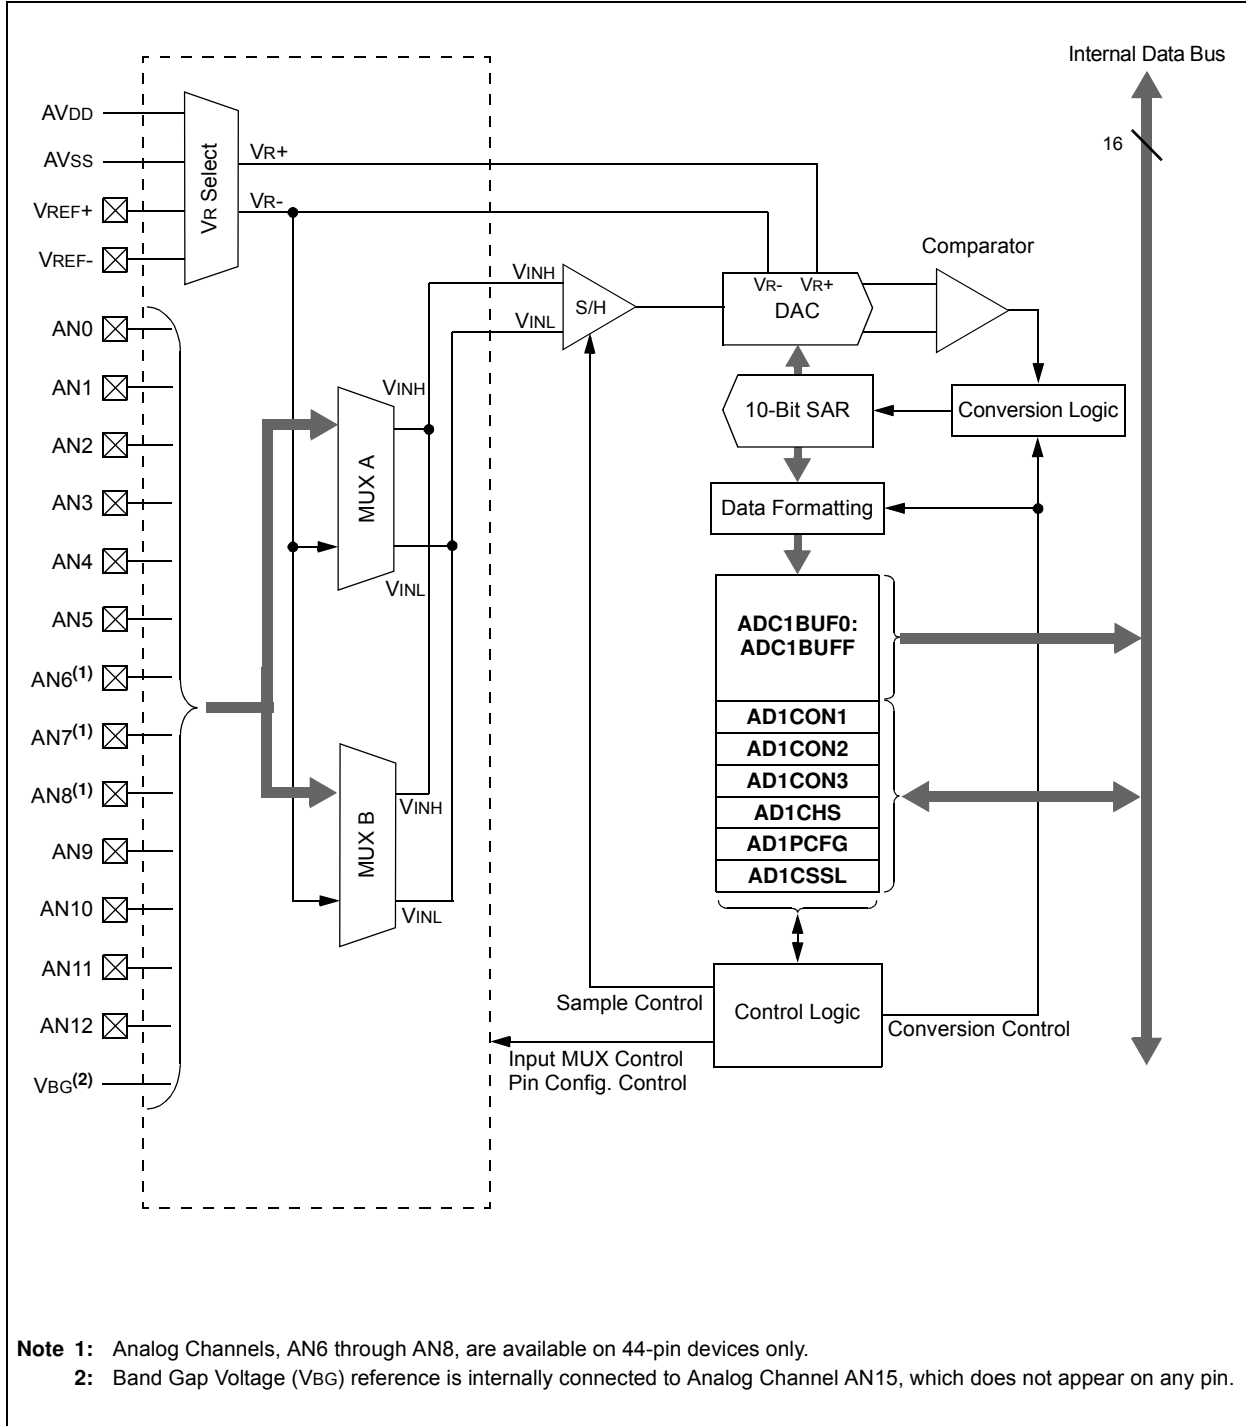 Internal Data Bus
AVDD
AVSS
VREF+
VREF-
VR Select
VR+
VR-
16
Comparator
VINH
VINL
S/H
VR- VR+
DAC
AN0
AN1
AN2
AN3
AN4
AN5
AN6(1)
AN7(1)
AN8(1)
AN9
AN10
AN11
AN12
VBG(2)
VINH
MUX A
VINL
MUX B
VINH
VINL
10-Bit SAR
Conversion Logic
Data Formatting
ADC1BUF0:
ADC1BUFF
AD1CON1
AD1CON2
AD1CON3
AD1CHS
AD1PCFG
AD1CSSL
Sample Control
Control Logic
Conversion Control
Input MUX Control
Pin Config. Control
Note 1: Analog Channels, AN6 through AN8, are available on 44-pin devices only.
2: Band Gap Voltage (VBG) reference is internally connected to Analog Channel AN15, which does not appear on any pin.